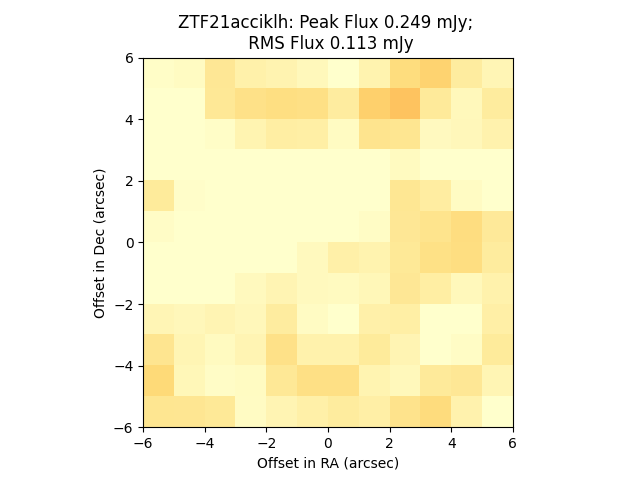 ZTF21acciklh: Peak Flux 0.249 mJy;
RMS Flux 0.113 mJy
6
4
2
0
−2
−4
−6
Offset in Dec (arcsec)
−6 −4 −2 0 2 4 6
Offset in RA (arcsec)